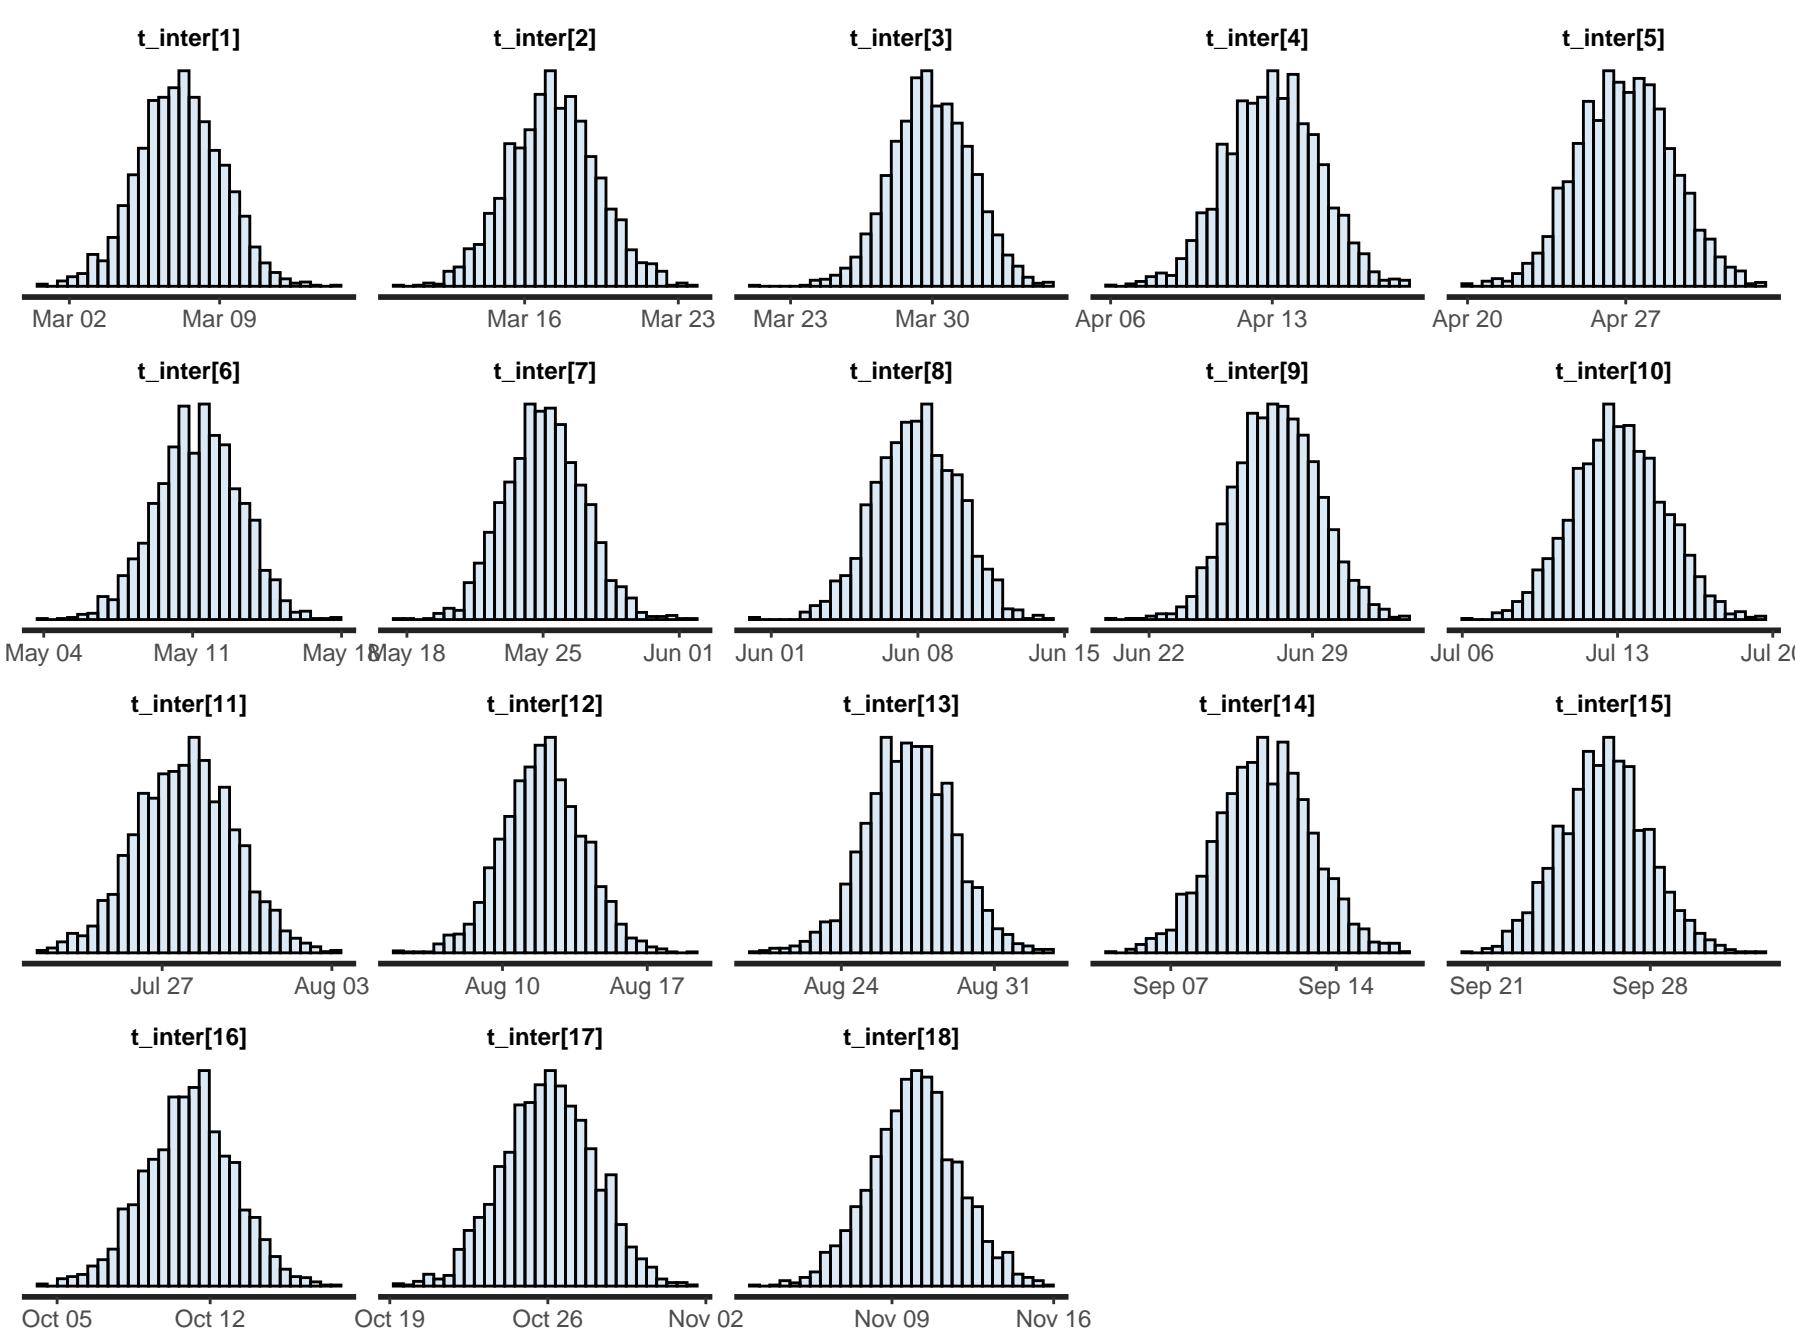 t_inter[1] t_inter[2] t_inter[3] t_inter[4] t_inter[5]
Mar 02 Mar 09 Mar 16 Mar 23 Mar 23 Mar 30 Apr 06 Apr 13 Apr 20 Apr 27
t_inter[6] t_inter[7] t_inter[8] t_inter[9] t_inter[10]
May 04 May 11 May 18 May 18 May 25 Jun 01 Jun 01 Jun 08 Jun 15 Jun 22 Jun 29 Jul 06 Jul 13 Jul 20
t_inter[11] t_inter[12] t_inter[13] t_inter[14] t_inter[15]
Jul 27 Aug 03 Aug 10 Aug 17 Aug 24 Aug 31 Sep 07 Sep 14 Sep 21 Sep 28
t_inter[16] t_inter[17] t_inter[18]
Oct 05 Oct 12 Oct 19 Oct 26 Nov 02 Nov 09 Nov 16